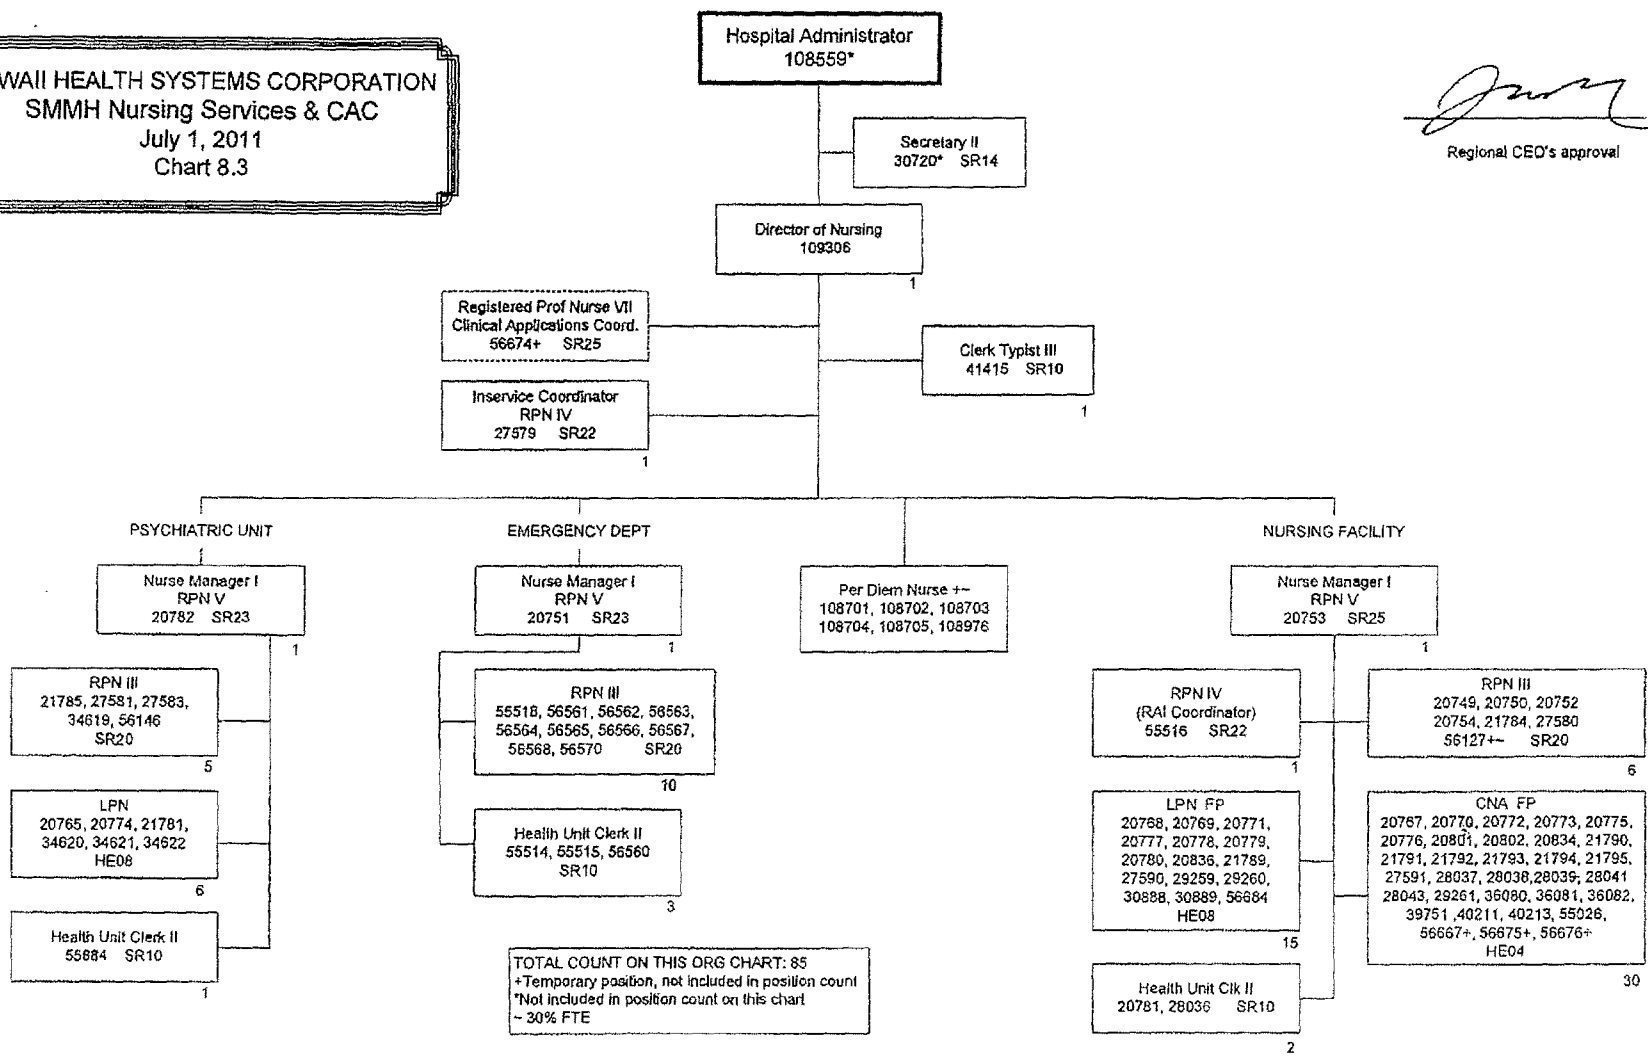 WAII HEALTH SYSTEMS CORPORATION
SMMH Nursing Services & CAC
July 1, 2011
Chart 8.3
Hospital Administrator
108559*
Regional CEO's approval
Secretary II
30720* SR14
Director of Nursing
109306
1
Registered Prof Nurse VII
Clinical Applications Coord.
56674+ SR25
Clerk Typist III
41415 SR10
1
Inservice Coordinator
RPN IV
27579 SR22
1
PSYCHIATRIC UNIT
Nurse Manager I
RPN V
20782 SR23
1
RPN III
21785, 27581, 27583,
34619, 56146
SR20
5
LPN
20765, 20774, 21781,
34620, 34621, 34622
HE08
6
Health Unit Clerk II
55884 SR10
1
EMERGENCY DEPT
Nurse Manager I
RPN V
20751 SR23
1
RPN III
55518, 56561, 56562, 56563,
56564, 56565, 56566, 56567,
56568, 56570 SR20
10
Health Unit Clerk II
55514, 55515, 56560
SR10
3
Per Diem Nurse +~
108701, 108702, 108703
108704, 108705, 108976
NURSING FACILITY
Nurse Manager I
RPN V
20753 SR25
1
RPN IV
(RAI Coordinator)
55516 SR22
1
RPN III
20749, 20750, 20752
20754, 21784, 27580
56127+~ SR20
6
LPN FP
20768, 20769, 20771,
20777, 20778, 20779,
20780, 20836, 21789,
27590, 29259, 29260,
30888, 30889, 56684
HE08
15
CNA FP
20767, 20770, 20772, 20773, 20775,
20776, 20801, 20802, 20834, 21790,
21791, 21792, 21793, 21794, 21795,
27591, 28037, 28038, 28039, 28041
28043, 29261, 36080, 36081, 36082,
39751 ,40211, 40213, 55026,
56667+, 56675+, 56676+
HE04
30
Health Unit Clk II
20781, 28036 SR10
2
TOTAL COUNT ON THIS ORG CHART: 85
+Temporary position, not included in position count
*Not included in position count on this chart
~ 30% FTE